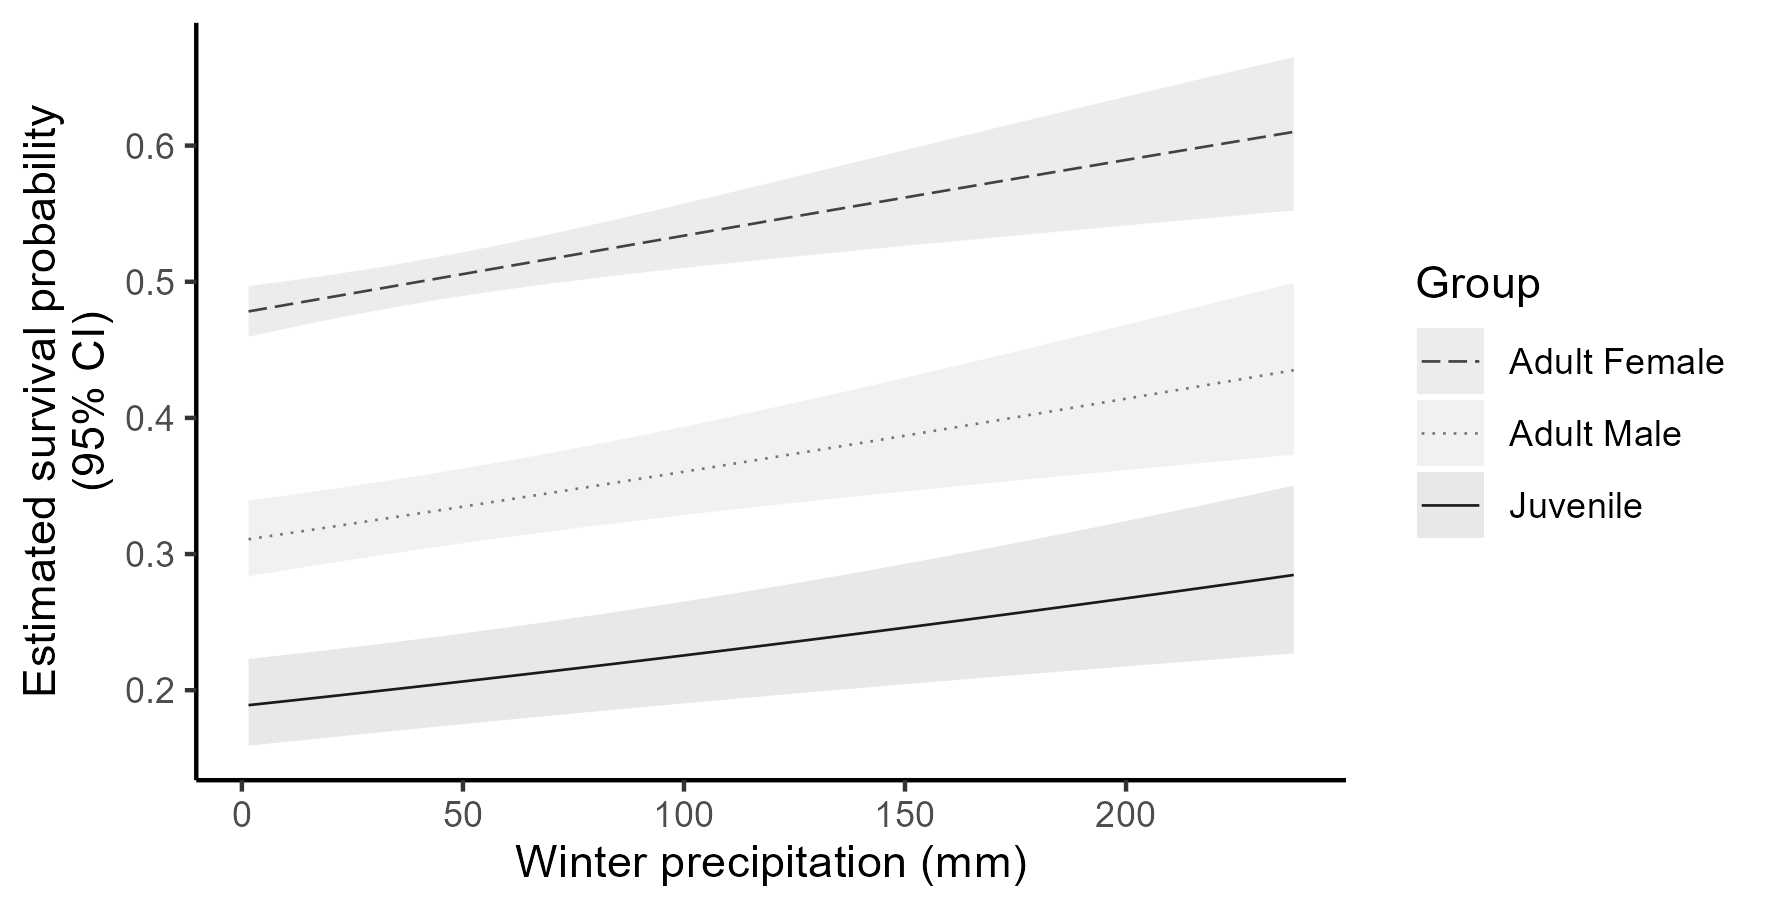 Estimated survival probability
(95% CI)
0.6
0.5
0.4
0.3
0.2
0 50 100 150 200
Winter precipitation (mm)
Group
Adult Female
Adult Male
Juvenile